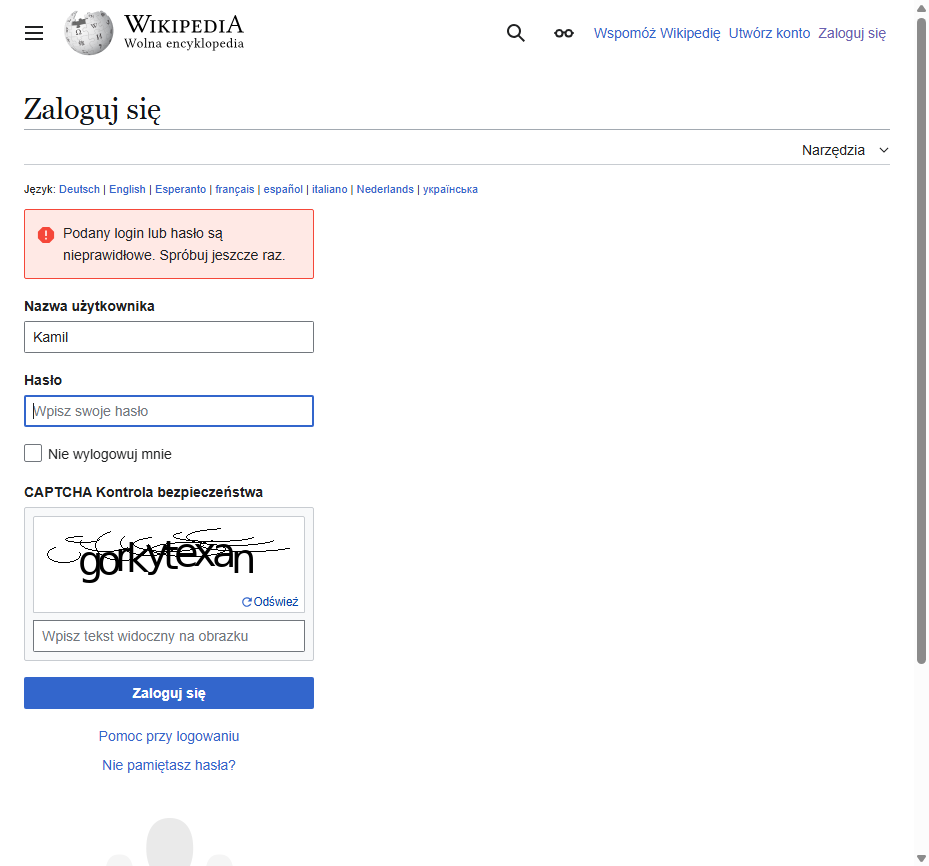 WIKIPEDIA
Wolna encyklopedia
Wspomóż Wikipedię Utwórz konto Zaloguj się
Zaloguj się
Narzędzia
Język: Deutsch | English | Esperanto | français | español | italiano | Nederlands | українська
Podany login lub hasło są
nieprawidłowe. Spróbuj jeszcze raz.
Nazwa użytkownika
Kamil
Hasło
Wpisz swoje hasło
Nie wylogowuj mnie
CAPTCHA Kontrola bezpieczeństwa
gorkytexan
Odśwież
Wpisz tekst widoczny na obrazku
Zaloguj się
Pomoc przy logowaniu
Nie pamiętasz hasła?